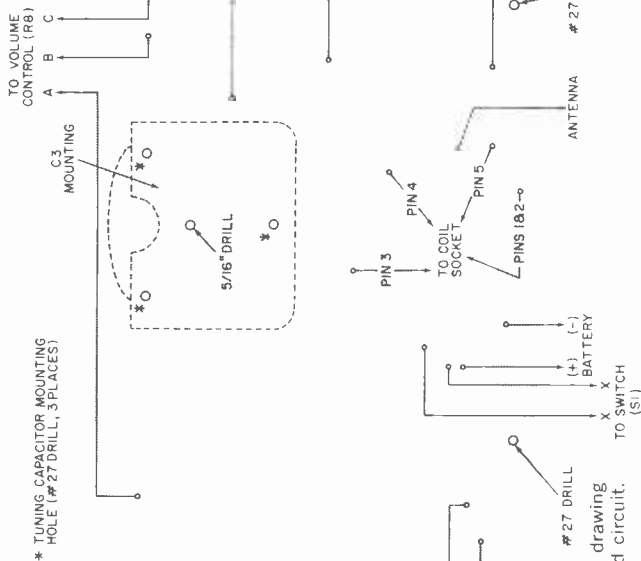 TO VOLUME
CONTROL (R8)
A
B
C
C3
MOUNTING
*
*
*
5/16" DRILL
* TUNING CAPACITOR MOUNTING
HOLE (#27 DRILL, 3 PLACES)
#27
ANTENNA
PIN 4
PIN 5
PIN 3
TO COIL
SOCKET
PINS 1&2
(+) (-)
BATTERY
X X
TO SWITCH
(S1)
#27 DRILL
drawing
d circuit.